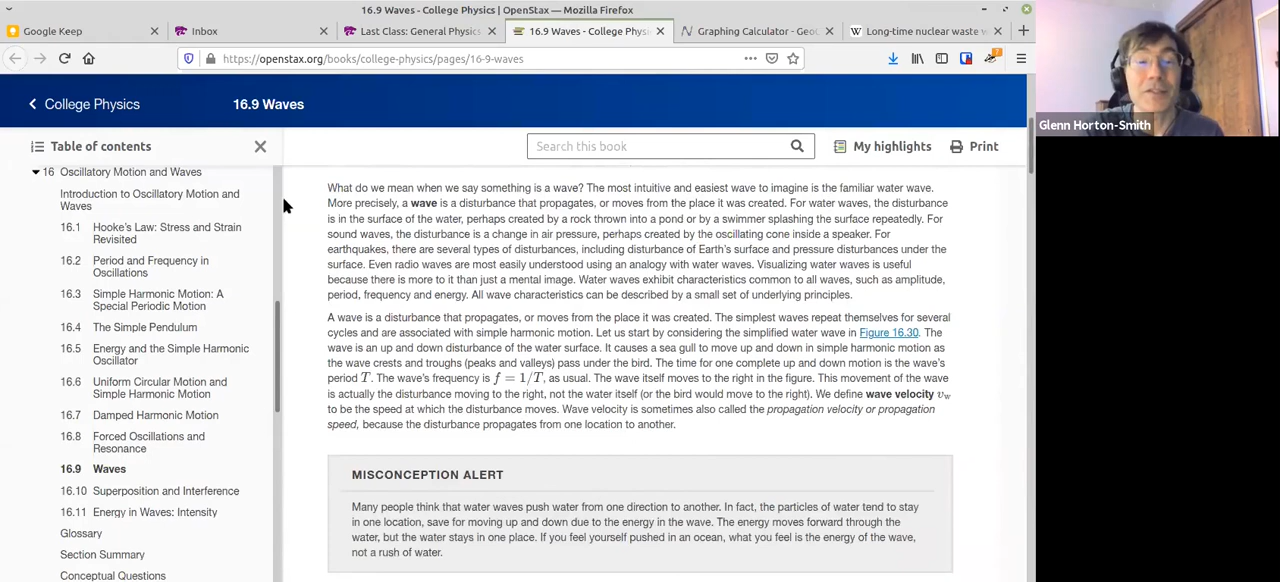 16.9 Waves - College Physics | OpenStax — Mozilla Firefox
Google Keep
Inbox
Last Class: General Physics
16.9 Waves - College Physi
Graphing Calculator - Geo
Long-time nuclear waste w
https://openstax.org/books/college-physics/pages/16-9-waves
College Physics
16.9 Waves
Table of contents
Search this book
My highlights
Print
16 Oscillatory Motion and Waves
Introduction to Oscillatory Motion and
Waves
16.1 Hooke's Law: Stress and Strain
Revisited
16.2 Period and Frequency in
Oscillations
16.3 Simple Harmonic Motion: A
Special Periodic Motion
16.4 The Simple Pendulum
16.5 Energy and the Simple Harmonic
Oscillator
16.6 Uniform Circular Motion and
Simple Harmonic Motion
16.7 Damped Harmonic Motion
16.8 Forced Oscillations and
Resonance
16.9 Waves
16.10 Superposition and Interference
16.11 Energy in Waves: Intensity
Glossary
Section Summary
Conceptual Questions
What do we mean when we say something is a wave? The most intuitive and easiest wave to imagine is the familiar water wave.
More precisely, a wave is a disturbance that propagates, or moves from the place it was created. For water waves, the disturbance
is in the surface of the water, perhaps created by a rock thrown into a pond or by a swimmer splashing the surface repeatedly. For
sound waves, the disturbance is a change in air pressure, perhaps created by the oscillating cone inside a speaker. For
earthquakes, there are several types of disturbances, including disturbance of Earth's surface and pressure disturbances under the
surface. Even radio waves are most easily understood using an analogy with water waves. Visualizing water waves is useful
because there is more to it than just a mental image. Water waves exhibit characteristics common to all waves, such as amplitude,
period, frequency and energy. All wave characteristics can be described by a small set of underlying principles.
A wave is a disturbance that propagates, or moves from the place it was created. The simplest waves repeat themselves for several
cycles and are associated with simple harmonic motion. Let us start by considering the simplified water wave in Figure 16.30. The
wave is an up and down disturbance of the water surface. It causes a sea gull to move up and down in simple harmonic motion as
the wave crests and troughs (peaks and valleys) pass under the bird. The time for one complete up and down motion is the wave's
period T. The wave's frequency is f = 1/T, as usual. The wave itself moves to the right in the figure. This movement of the wave
is actually the disturbance moving to the right, not the water itself (or the bird would move to the right). We define wave velocity vw
to be the speed at which the disturbance moves. Wave velocity is sometimes also called the propagation velocity or propagation
speed, because the disturbance propagates from one location to another.
MISCONCEPTION ALERT
Many people think that water waves push water from one direction to another. In fact, the particles of water tend to stay
in one location, save for moving up and down due to the energy in the wave. The energy moves forward through the
water, but the water stays in one place. If you feel yourself pushed in an ocean, what you feel is the energy of the wave,
not a rush of water.
Glenn Horton-Smith